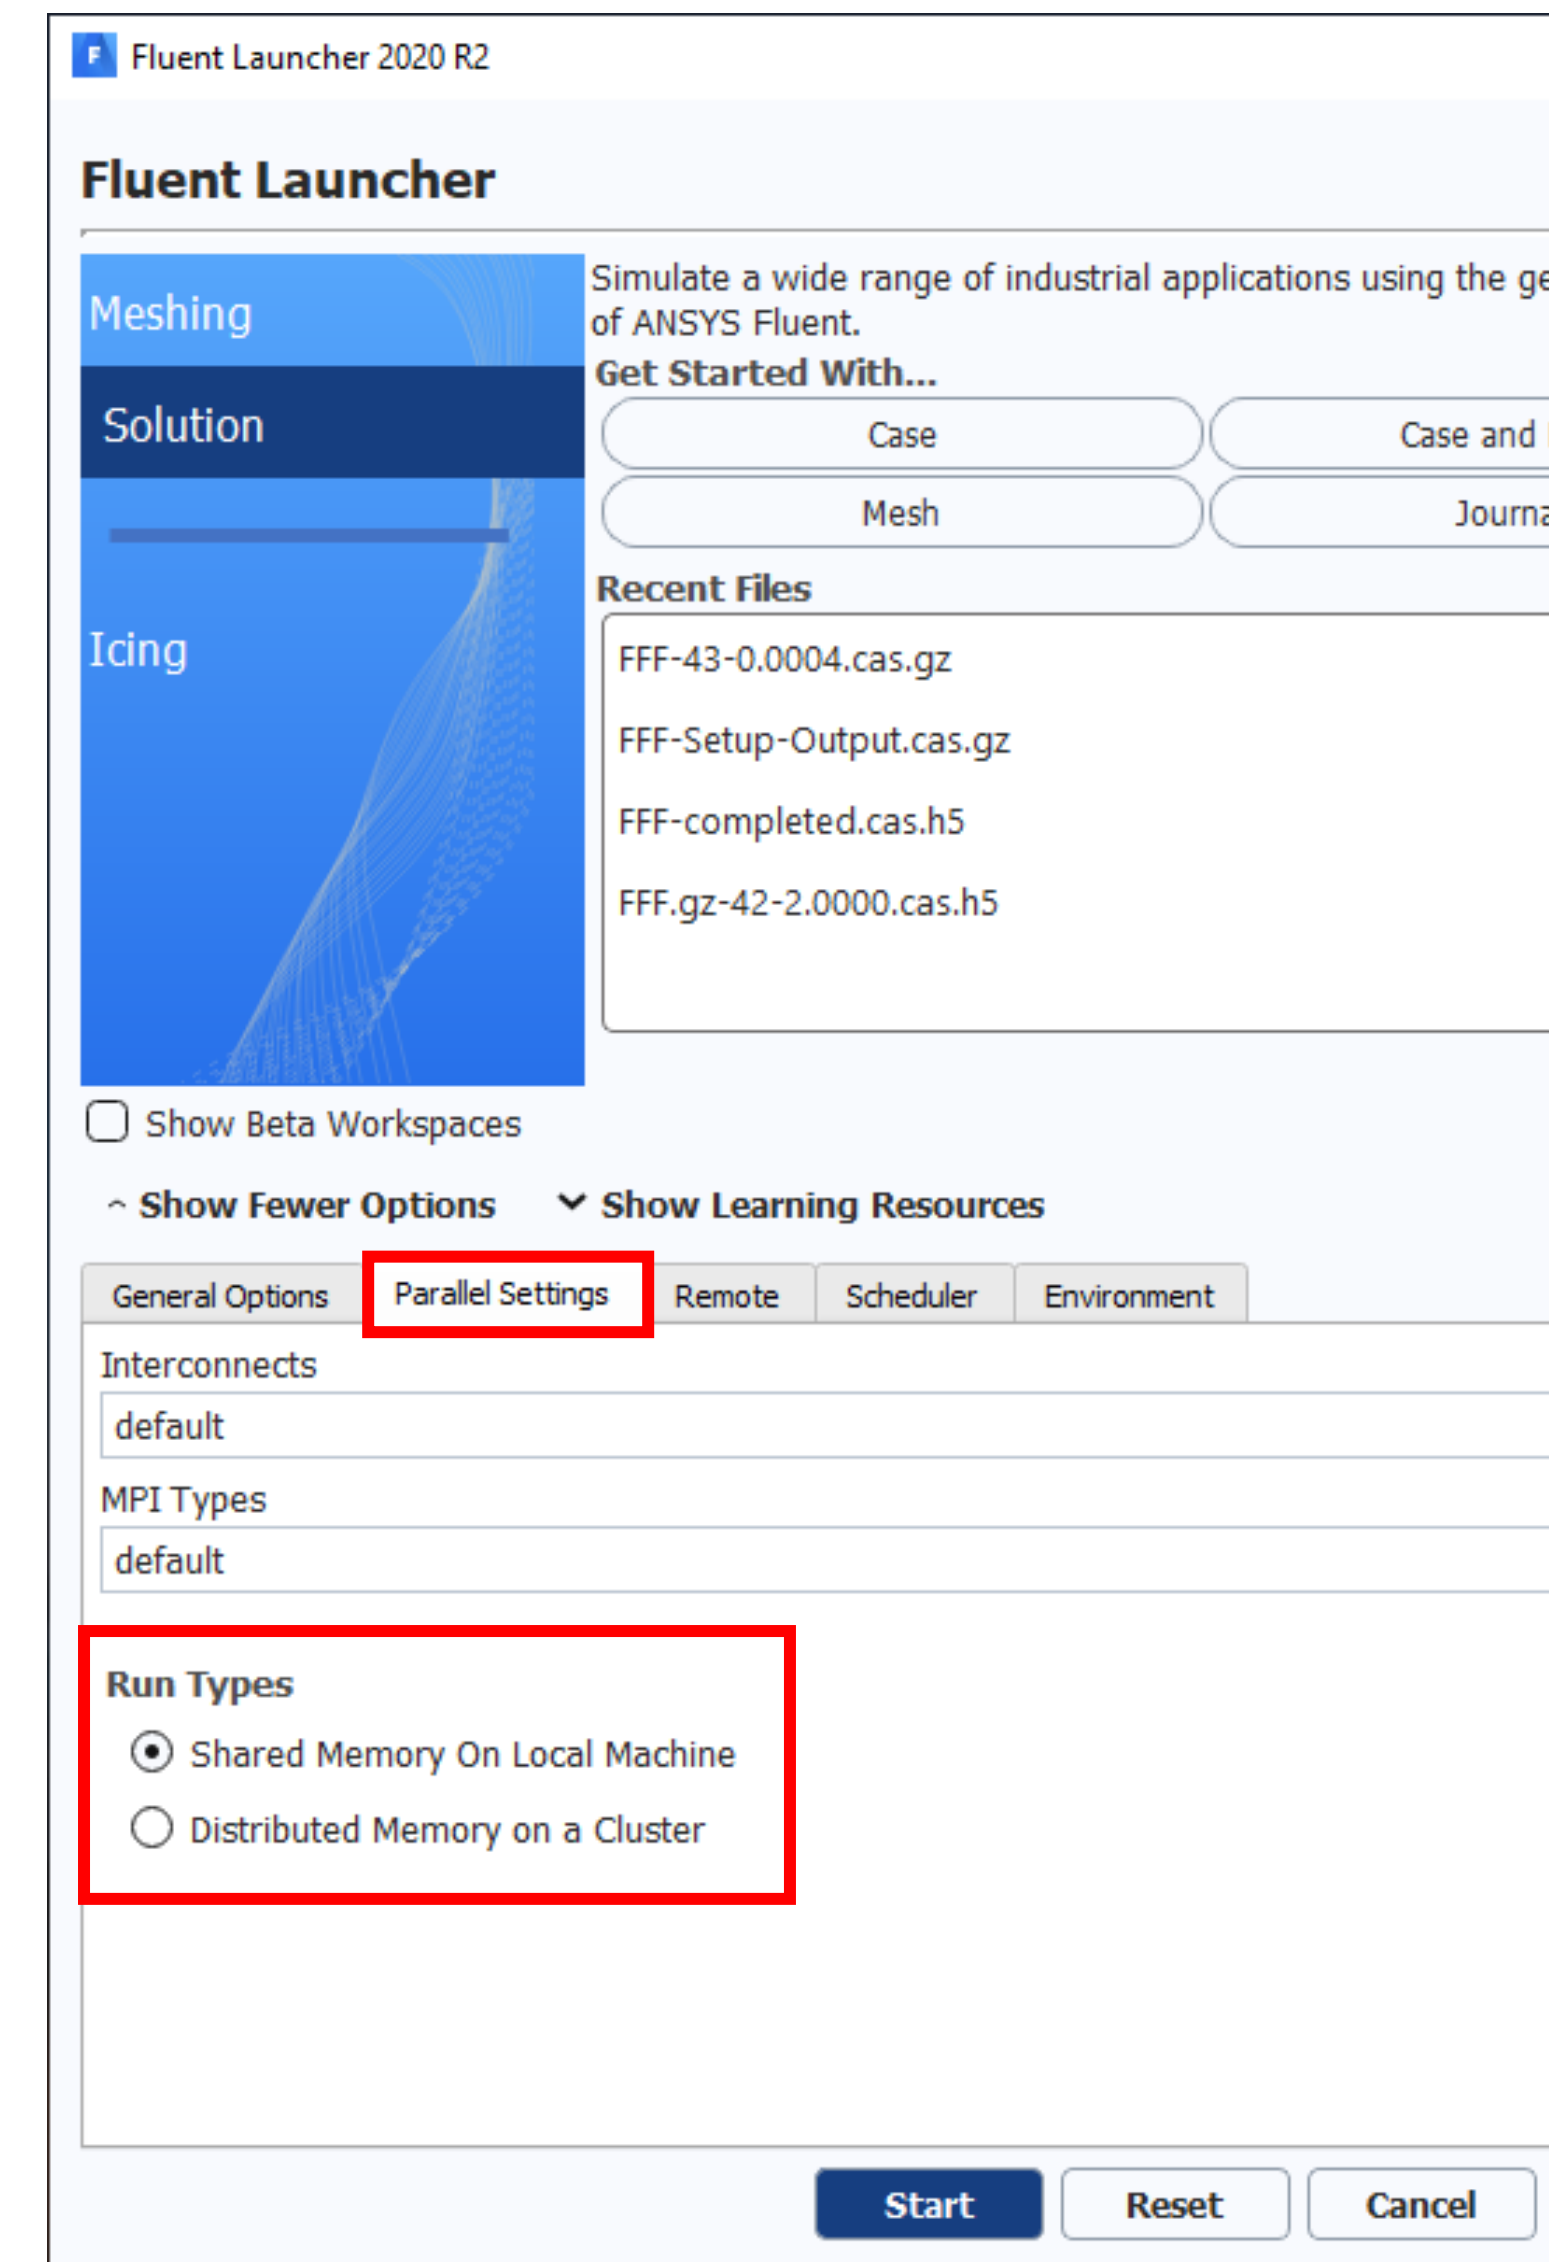 F Fluent Launcher 2020 R2
Fluent Launcher
Meshing
Solution
Icing
Simulate a wide range of industrial applications using the
of ANSYS Fluent.
Get Started With...
Case
Case and
Mesh
Recent Files
FFF-43-0.0004.cas.gz
FFF-Setup-Output.cas.gz
FFF-completed.cas.h5
FFF.gz-42-2.0000.cas.h5
Show Beta Workspaces
Show Fewer Options
Show Learning Resources
General Options
Parallel Settings
Remote
Scheduler
Environment
Interconnects
default
MPI Types
default
Run Types
Shared Memory On Local Machine
Distributed Memory on a Cluster
Start
Reset
Cancel